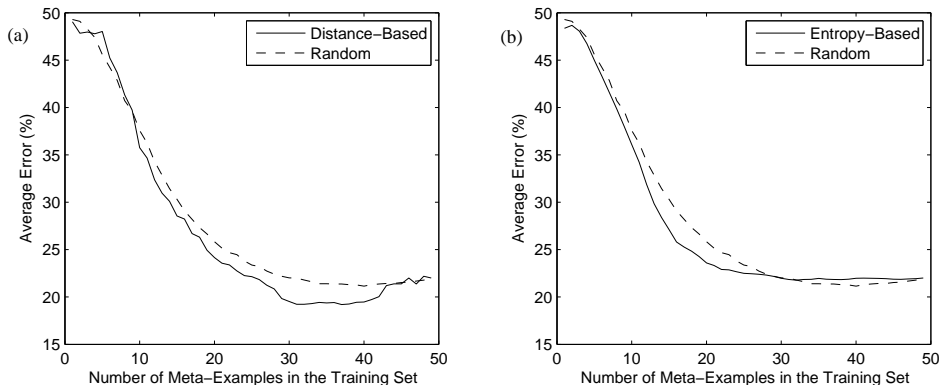 (a)
50
45
40
35
30
25
20
15
Average Error (%)
0 10 20 30 40 50
Number of Meta−Examples in the Training Set
Distance−Based
Random
(b)
50
45
40
35
30
25
20
15
Average Error (%)
0 10 20 30 40 50
Number of Meta−Examples in the Training Set
Entropy−Based
Random